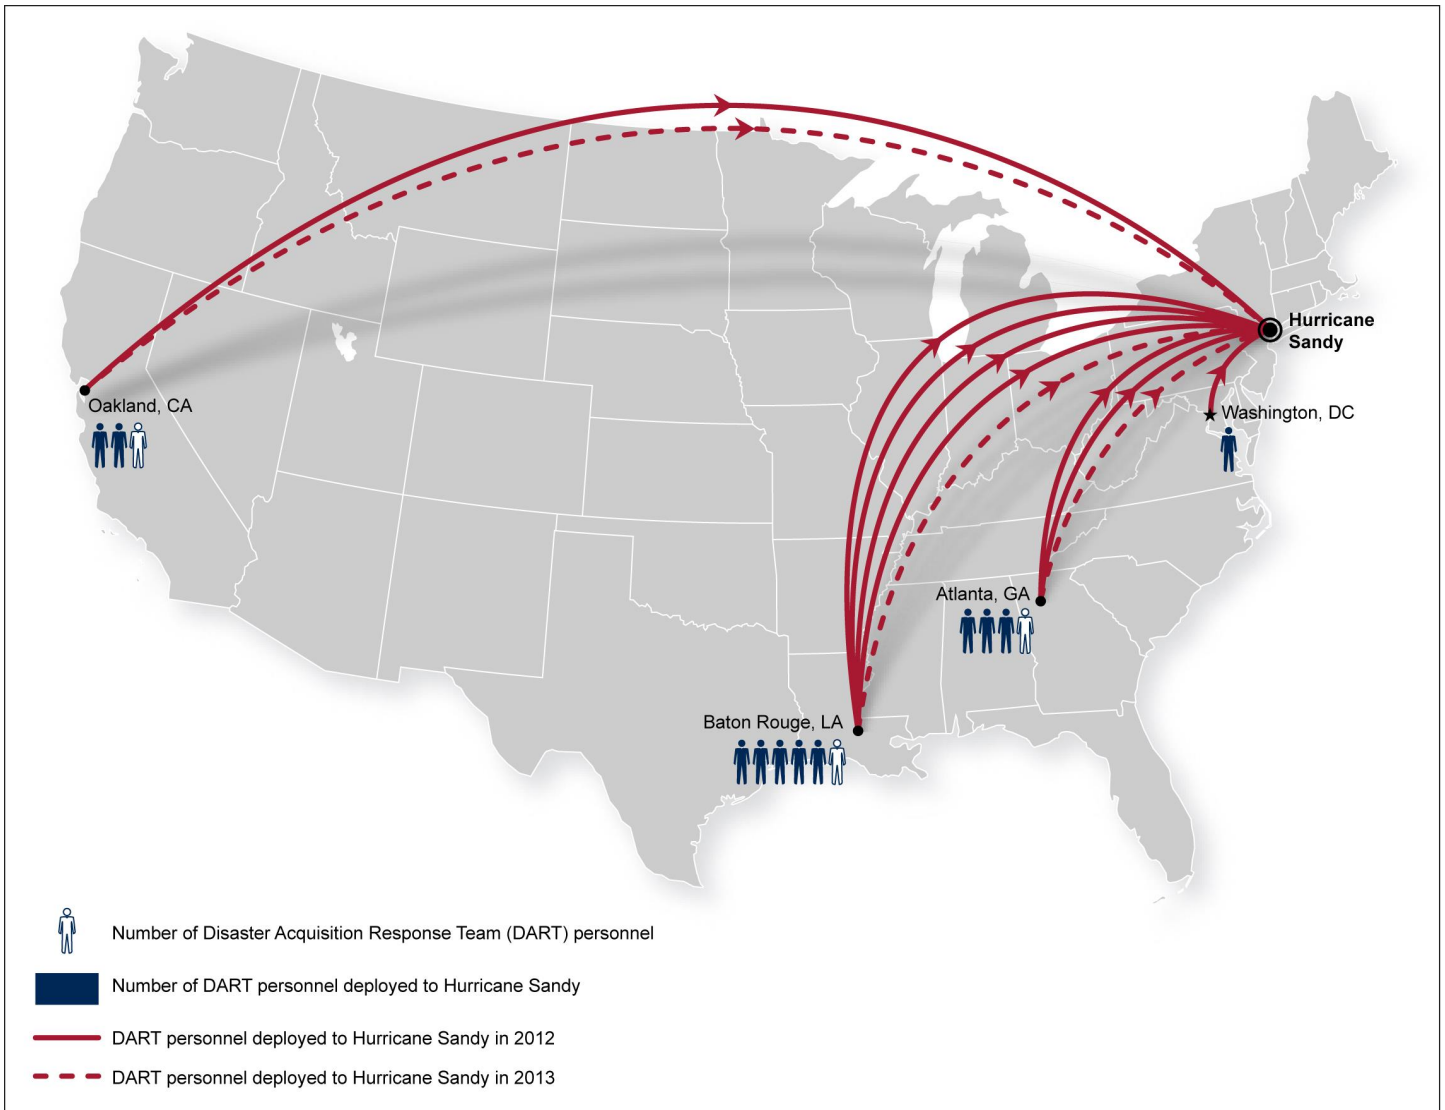 Hurricane
Sandy
Oakland, CA
Washington, DC
Atlanta, GA
Baton Rouge, LA
Number of Disaster Acquisition Response Team (DART) personnel
Number of DART personnel deployed to Hurricane Sandy
DART personnel deployed to Hurricane Sandy in 2012
DART personnel deployed to Hurricane Sandy in 2013